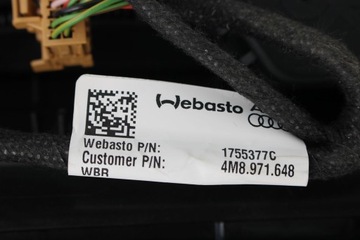 Webasto
Webasto P/N: 1755377C
Customer P/N: 4M8.971.648
WBR